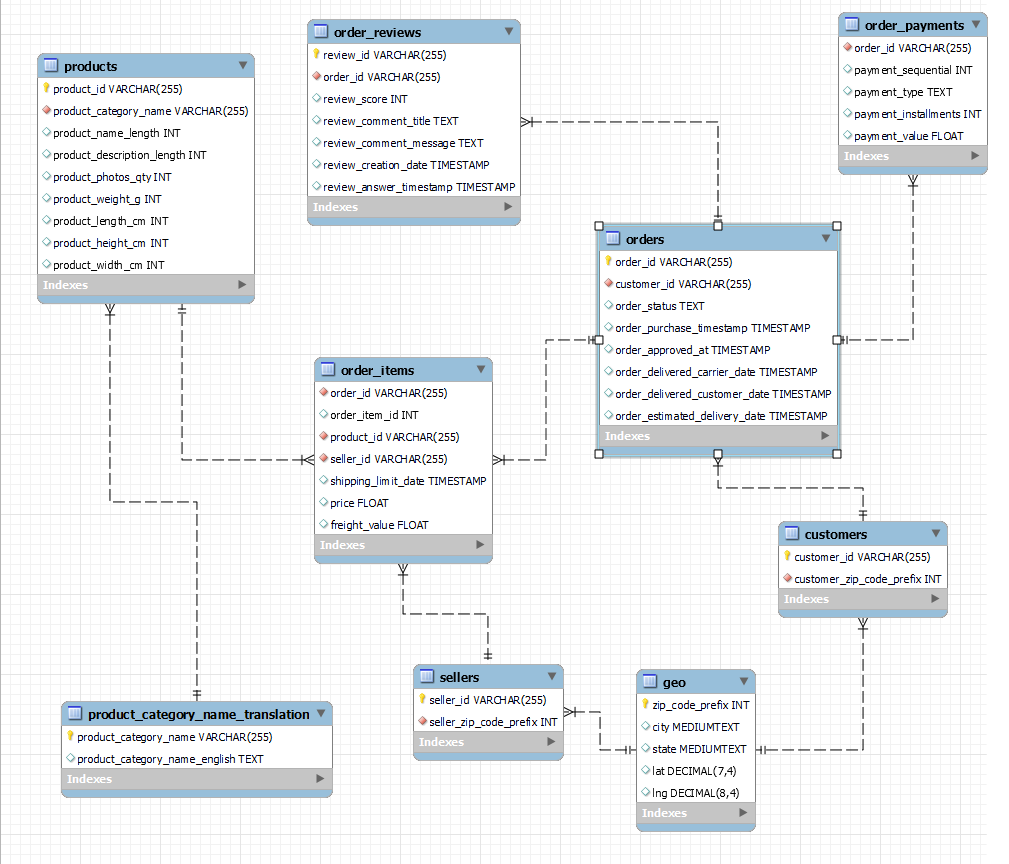 products
product_id VARCHAR(255)
product_category_name VARCHAR(255)
product_name_length INT
product_description_length INT
product_photos_qty INT
product_weight_g INT
product_length_cm INT
product_height_cm INT
product_width_cm INT
Indexes
order_reviews
review_id VARCHAR(255)
order_id VARCHAR(255)
review_score INT
review_comment_title TEXT
review_comment_message TEXT
review_creation_date TIMESTAMP
review_answer_timestamp TIMESTAMP
Indexes
order_payments
order_id VARCHAR(255)
payment_sequential INT
payment_type TEXT
payment_installments INT
payment_value FLOAT
Indexes
orders
order_id VARCHAR(255)
customer_id VARCHAR(255)
order_status TEXT
order_purchase_timestamp TIMESTAMP
order_approved_at TIMESTAMP
order_delivered_carrier_date TIMESTAMP
order_delivered_customer_date TIMESTAMP
order_estimated_delivery_date TIMESTAMP
Indexes
order_items
order_id VARCHAR(255)
order_item_id INT
product_id VARCHAR(255)
seller_id VARCHAR(255)
shipping_limit_date TIMESTAMP
price FLOAT
freight_value FLOAT
Indexes
customers
customer_id VARCHAR(255)
customer_zip_code_prefix INT
Indexes
sellers
seller_id VARCHAR(255)
seller_zip_code_prefix INT
Indexes
geo
zip_code_prefix INT
city MEDIUMTEXT
state MEDIUMTEXT
lat DECIMAL(7,4)
lng DECIMAL(8,4)
Indexes
product_category_name_translation
product_category_name VARCHAR(255)
product_category_name_english TEXT
Indexes